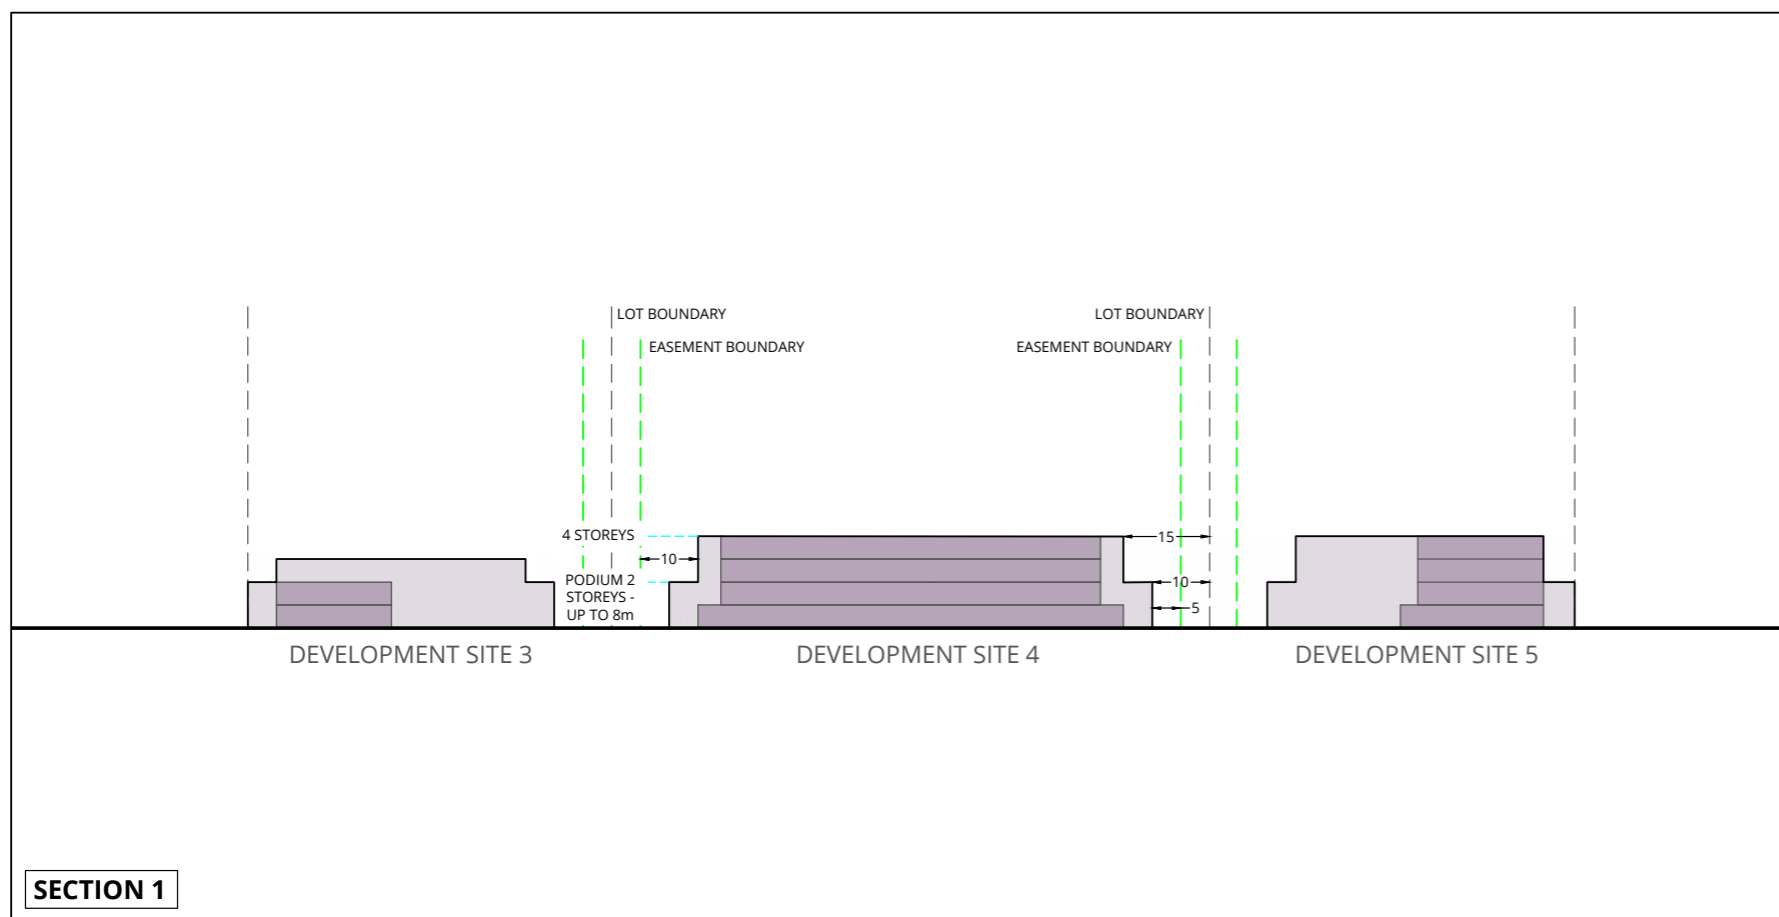 LOT BOUNDARY
LOT BOUNDARY
EASEMENT BOUNDARY
EASEMENT BOUNDARY
4 STOREYS
15
10
PODIUM 2
STOREYS -
UP TO 8m
10
5
DEVELOPMENT SITE 3
DEVELOPMENT SITE 4
DEVELOPMENT SITE 5
SECTION 1